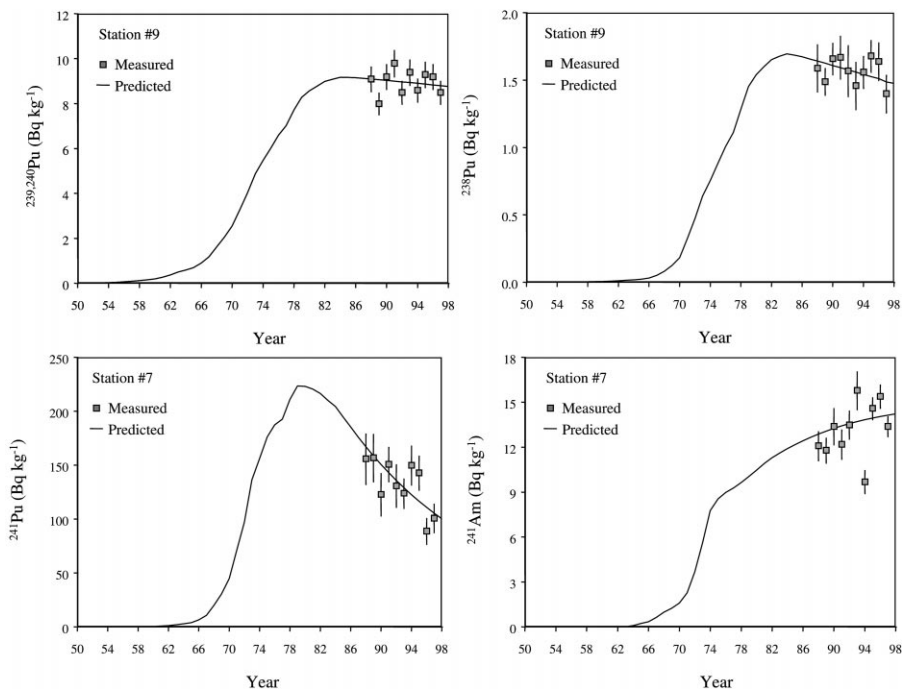 12
10
8
6
4
2
0
Station #9
Measured
Predicted
239,240Pu (Bq kg-1)
50 54 58 62 66 70 74 78 82 86 90 94 98
Year
2.0
1.5
1.0
0.5
0.0
Station #9
Measured
Predicted
238Pu (Bq kg-1)
50 54 58 62 66 70 74 78 82 86 90 94 98
Year
250
200
150
100
50
0
Station #7
Measured
Predicted
241Pu (Bq kg-1)
50 54 58 62 66 70 74 78 82 86 90 94 98
Year
18
15
12
9
6
3
0
Station #7
Measured
Predicted
241Am (Bq kg-1)
50 54 58 62 66 70 74 78 82 86 90 94 98
Year